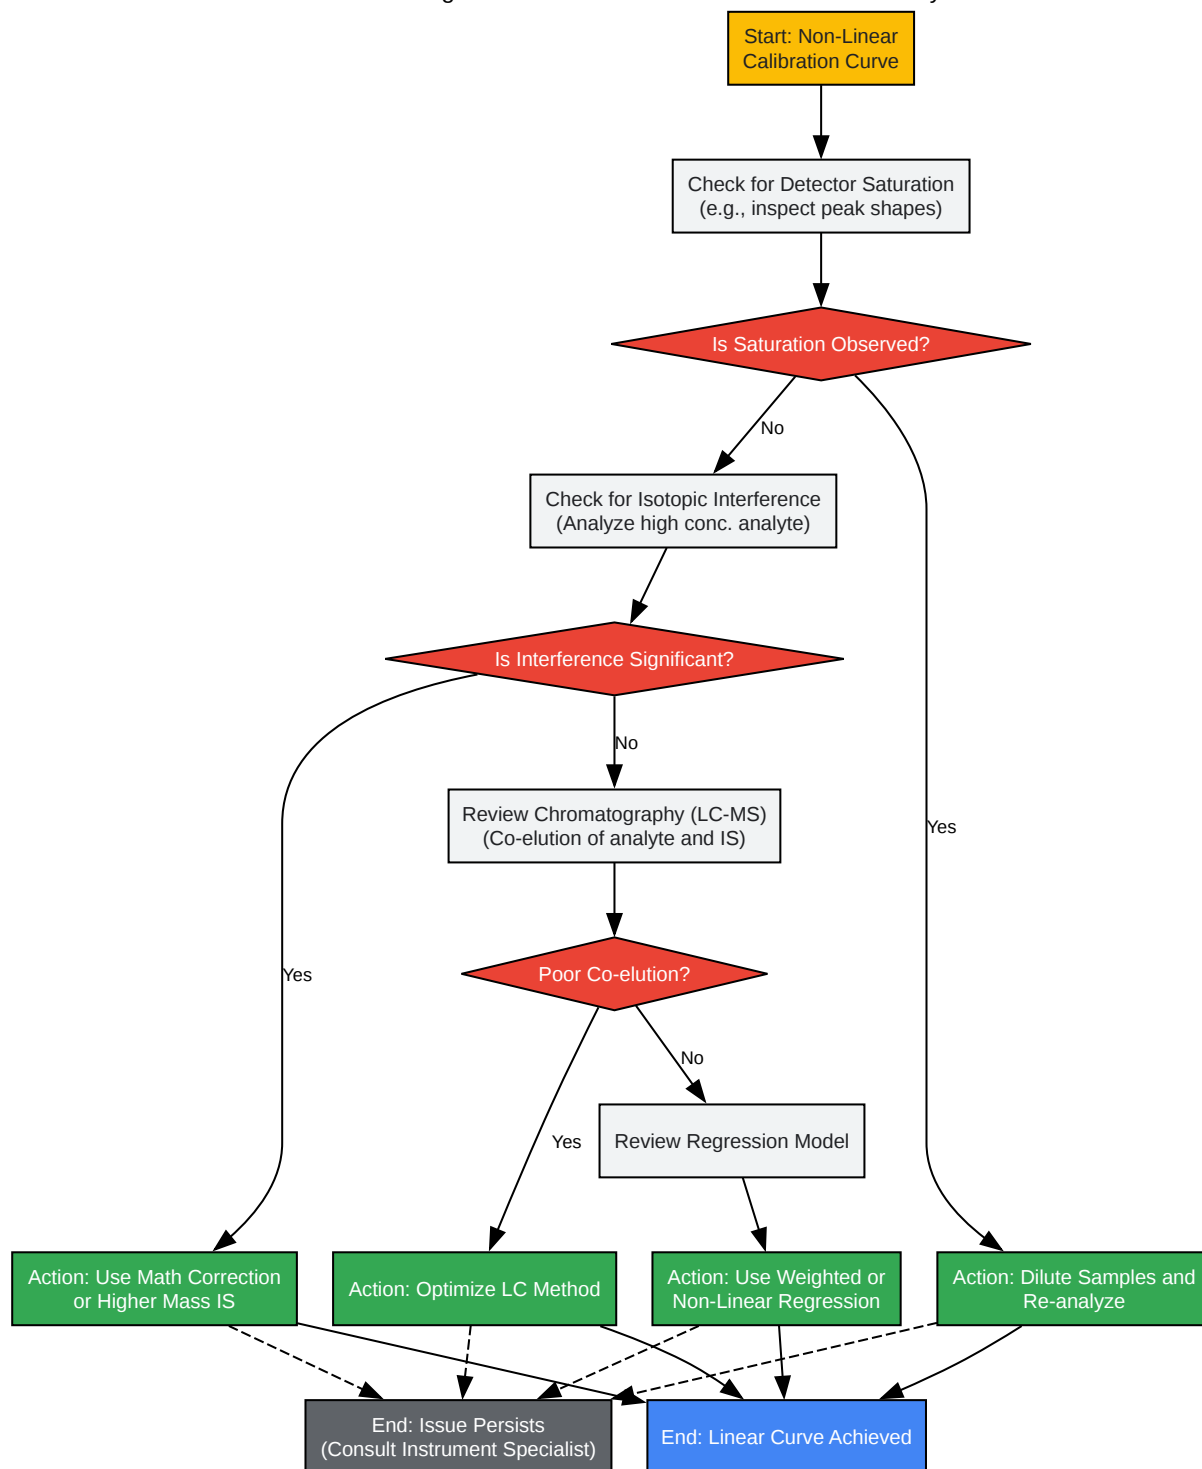 Start: Non-Linear
Calibration Curve
Check for Detector Saturation
(e.g., inspect peak shapes)
Is Saturation Observed?
No
Check for Isotopic Interference
(Analyze high conc. analyte)
Is Interference Significant?
No
Review Chromatography (LC-MS)
(Co-elution of analyte and IS)
Yes
Poor Co-elution?
Yes
No
Yes
Review Regression Model
Action: Use Math Correction
or Higher Mass IS
Action: Optimize LC Method
Action: Use Weighted or
Non-Linear Regression
Action: Dilute Samples and
Re-analyze
End: Issue Persists
(Consult Instrument Specialist)
End: Linear Curve Achieved